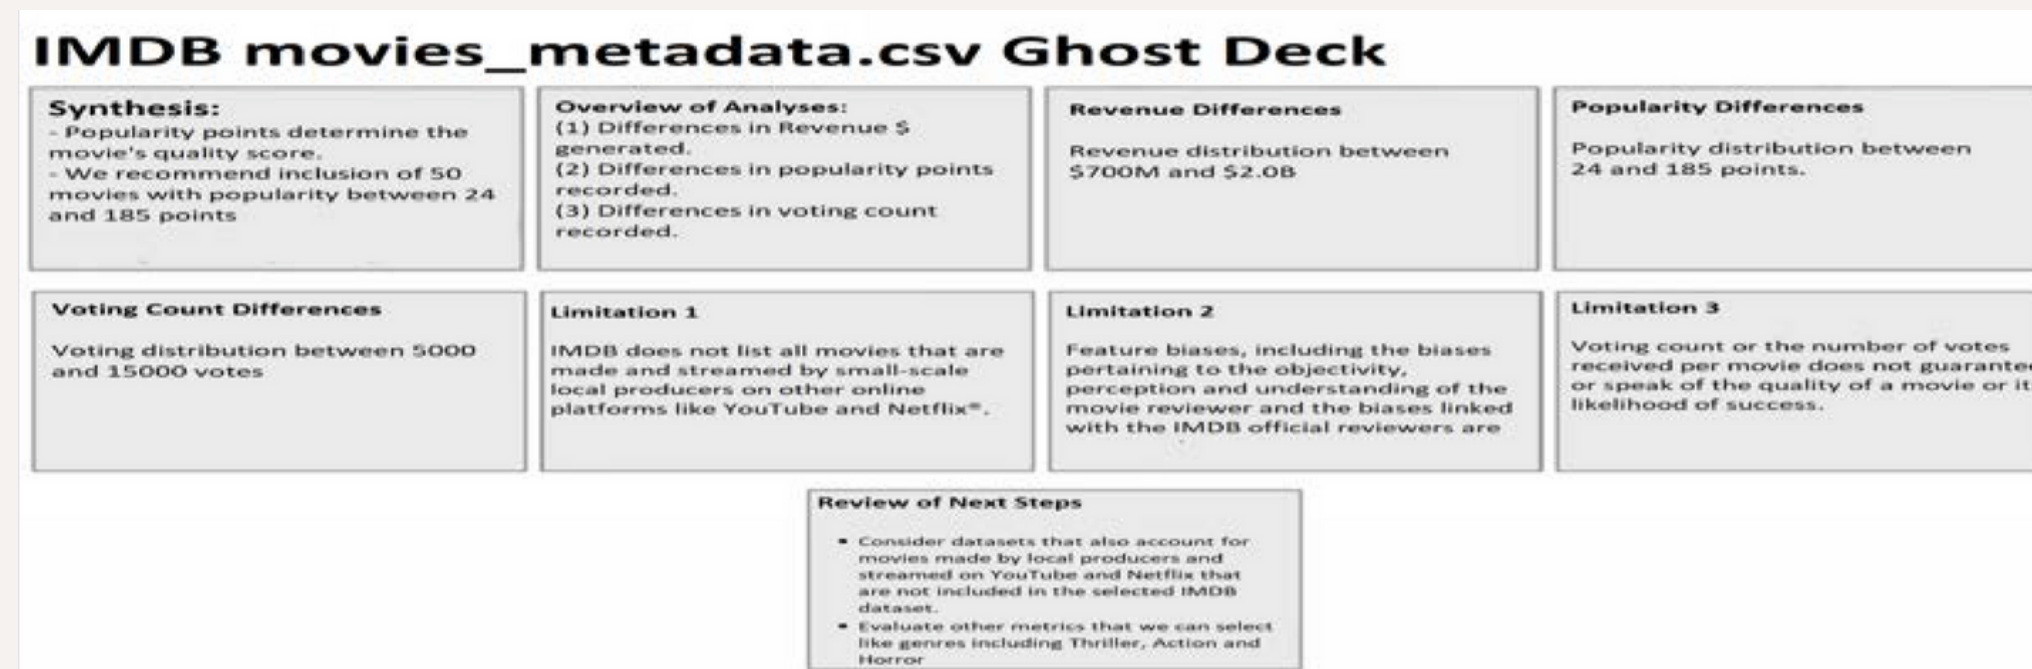 IMDB movies_metadata.csv Ghost Deck
Synthesis:
- Popularity points determine the
movie's quality score.
- We recommend inclusion of 50
movies with popularity between 24
and 185 points
Overview of Analyses:
(1) Differences in Revenue $
generated.
(2) Differences in popularity points
recorded.
(3) Differences in voting count
recorded.
Revenue Differences
Revenue distribution between
$700M and $2.0B
Popularity Differences
Popularity distribution between
24 and 185 points.
Voting Count Differences
Voting distribution between 5000
and 15000 votes
Limitation 1
IMDB does not list all movies that are
made and streamed by small-scale
local producers on other online
platforms like YouTube and Netflix®.
Limitation 2
Feature biases, including the biases
pertaining to the objectivity,
perception and understanding of the
movie reviewer and the biases linked
with the IMDB official reviewers are
Limitation 3
Voting count or the number of votes
received per movie does not guarante
or speak of the quality of a movie or it
likelihood of success.
Review of Next Steps
• Consider datasets that also account for
movies made by local producers and
streamed on YouTube and Netflix that
are not included in the selected IMDB
dataset.
• Evaluate other metrics that we can select
like genres including Thriller, Action and
Horror